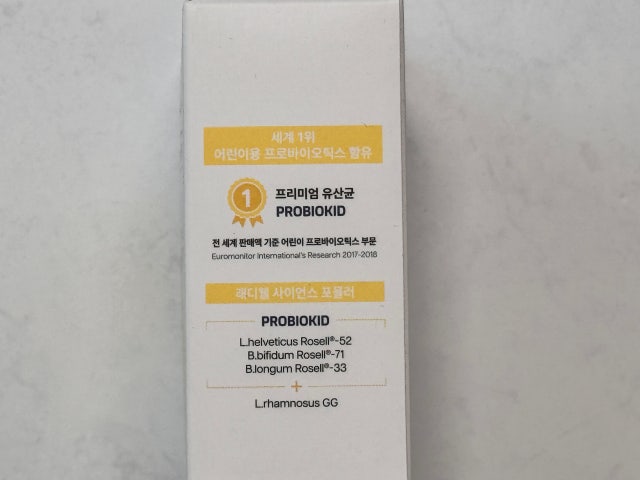 세계 1위
어린이용 프로바이오틱스 함유
1
프리미엄 유산균
PROBIOKID
전 세계 판매액 기준 어린이 프로바이오틱스 부문
Euromonitor International's Research 2017-2018
래디웰 사이언스 포뮬러
PROBIOKID
L.helveticus Rosell®-52
B.bifidum Rosell®-71
B.longum Rosell®-33
+
L.rhamnosus GG